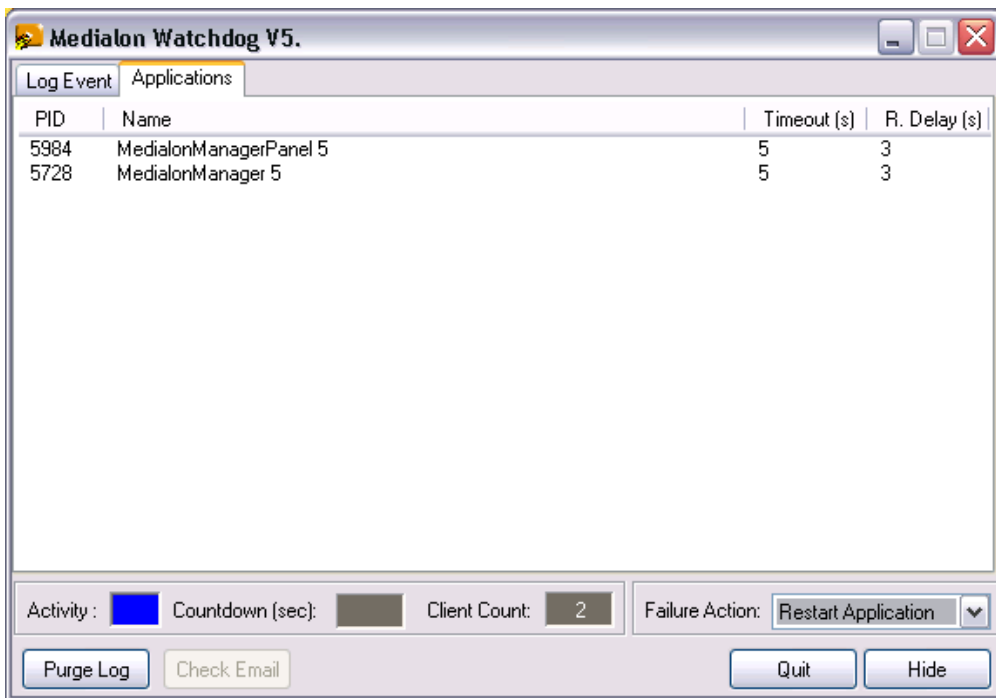 Medialon Watchdog V5.
Log Event Applications
PID Name Timeout (s) R. Delay (s)
5984 MedialonManagerPanel 5 5 3
5728 MedialonManager 5 5 3
Activity : Countdown (sec): Client Count: 2 Failure Action: Restart Application
Purge Log Check Email Quit Hide